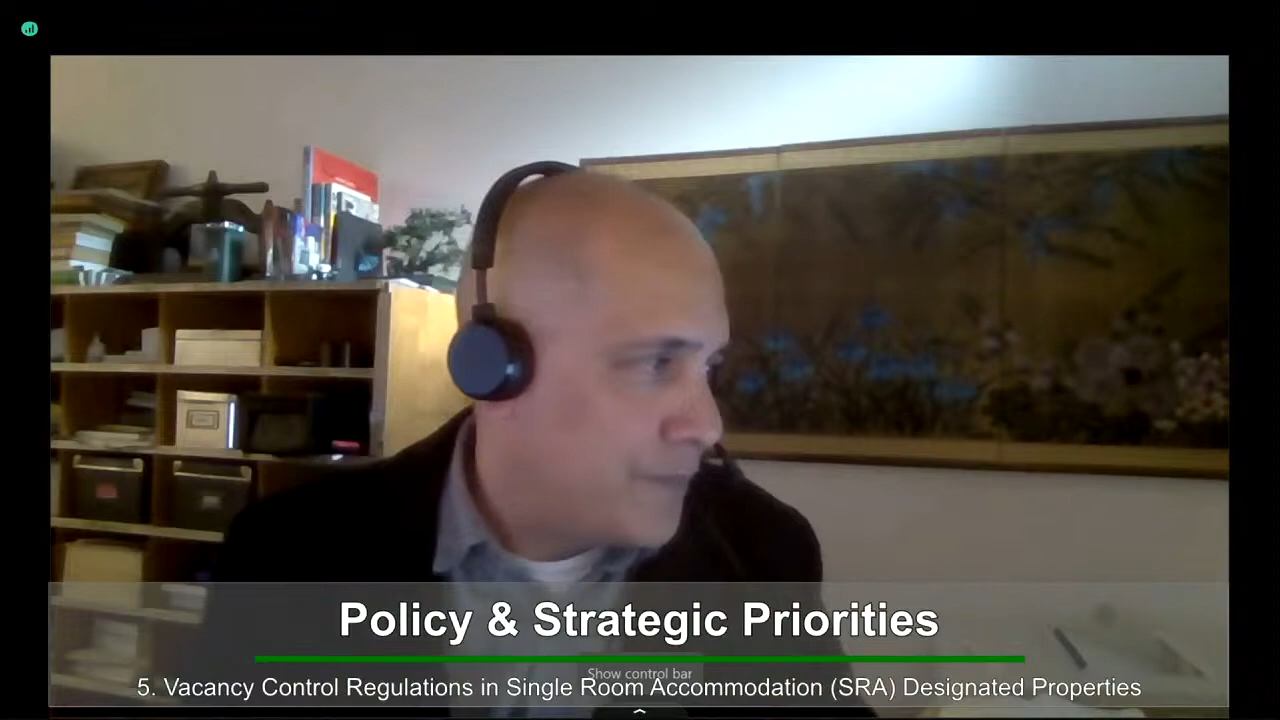 Policy & Strategic Priorities
Show control bar
5. Vacancy Control Regulations in Single Room Accommodation (SRA) Designated Properties